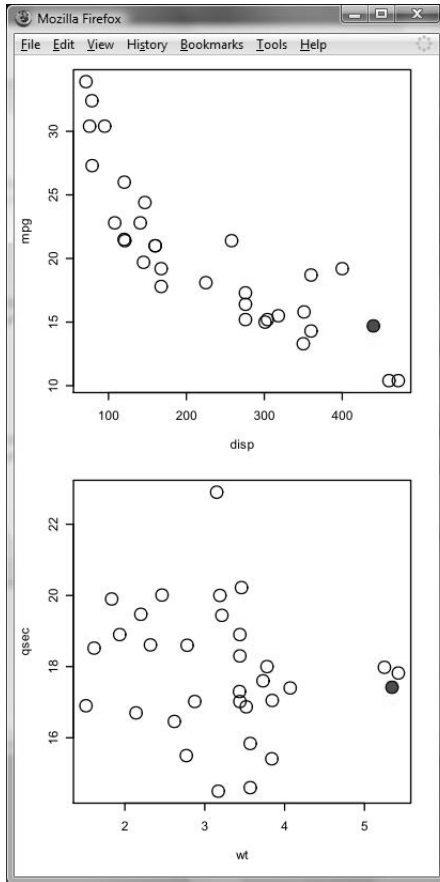 Mozilla Firefox
File Edit View History Bookmarks Tools Help
mpg
30
25
20
15
10
100 200 300 400
disp
qsec
22
20
18
16
2 3 4 5
wt